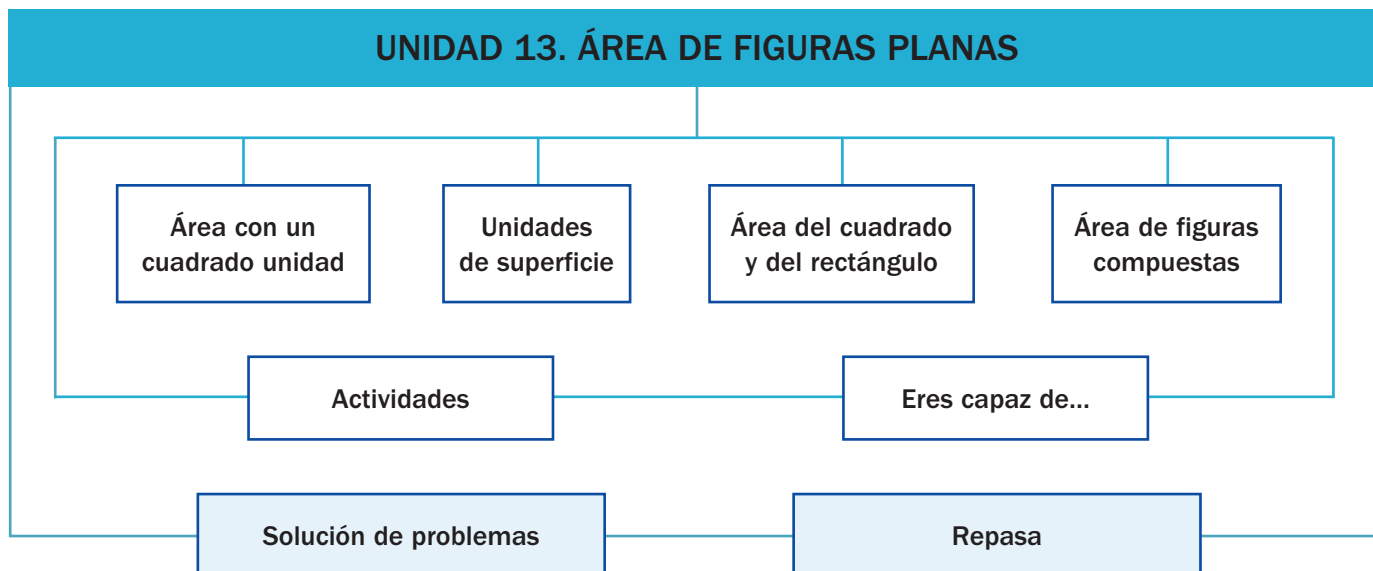 UNIDAD 13. ÁREA DE FIGURAS PLANAS
Área con un
cuadrado unidad
Unidades
de superficie
Área del cuadrado
y del rectángulo
Área de figuras
compuestas
Actividades
Eres capaz de...
Solución de problemas
Repasa